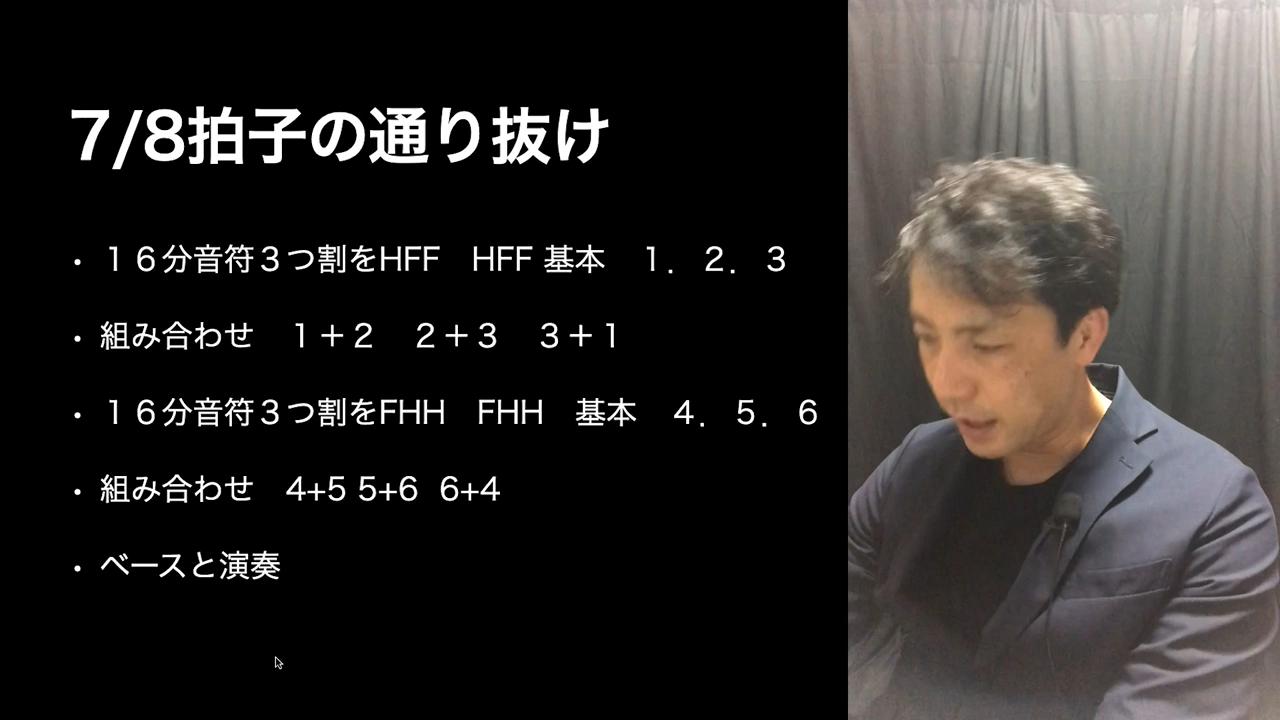 7/8拍子の通り抜け
・１６分音符３つ割をHFF　HFF 基本　１．２．３
・組み合わせ　１＋２　２＋３　３＋１
・１６分音符３つ割をFHH　FHH　基本　４．５．６
・組み合わせ　4+5 5+6  6+4
・ベースと演奏